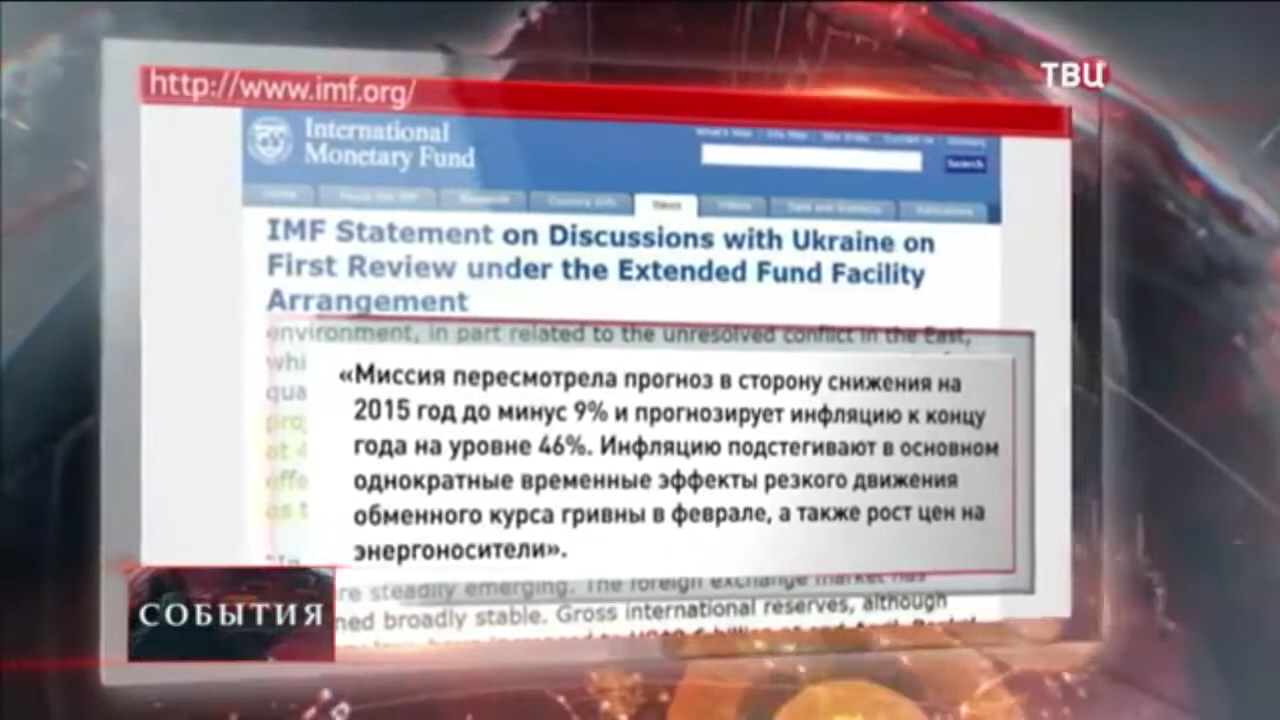 http://www.imf.org/
ТВЦ
International
Monetary Fund
Search
News
IMF Statement on Discussions with Ukraine on
First Review under the Extended Fund Facility
Arrangement
environment, in part related to the unresolved conflict in the East,
«Миссия пересмотрела прогноз в сторону снижения на
2015 год до минус 9% и прогнозирует инфляцию к концу
года на уровне 46%. Инфляцию подстегивают в основном
однократные временные эффекты резкого движения
обменного курса гривны в феврале, а также рост цен на
энергоносители».
steadily emerging. The foreign exchange market has
broadly stable. Gross international reserves, although
СОБЫТИЯ